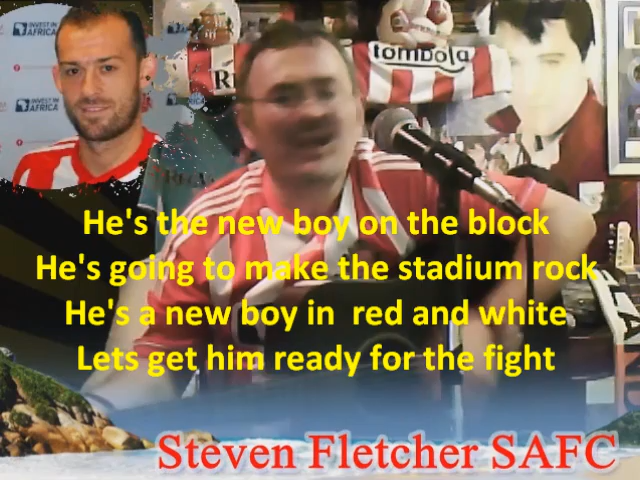 INVEST IN AFRICA
INVEST IN AFRICA
tombola
He's the new boy on the block
He's going to make the stadium rock
He's a new boy in  red and white
Lets get him ready for the fight
Steven Fletcher SAFC